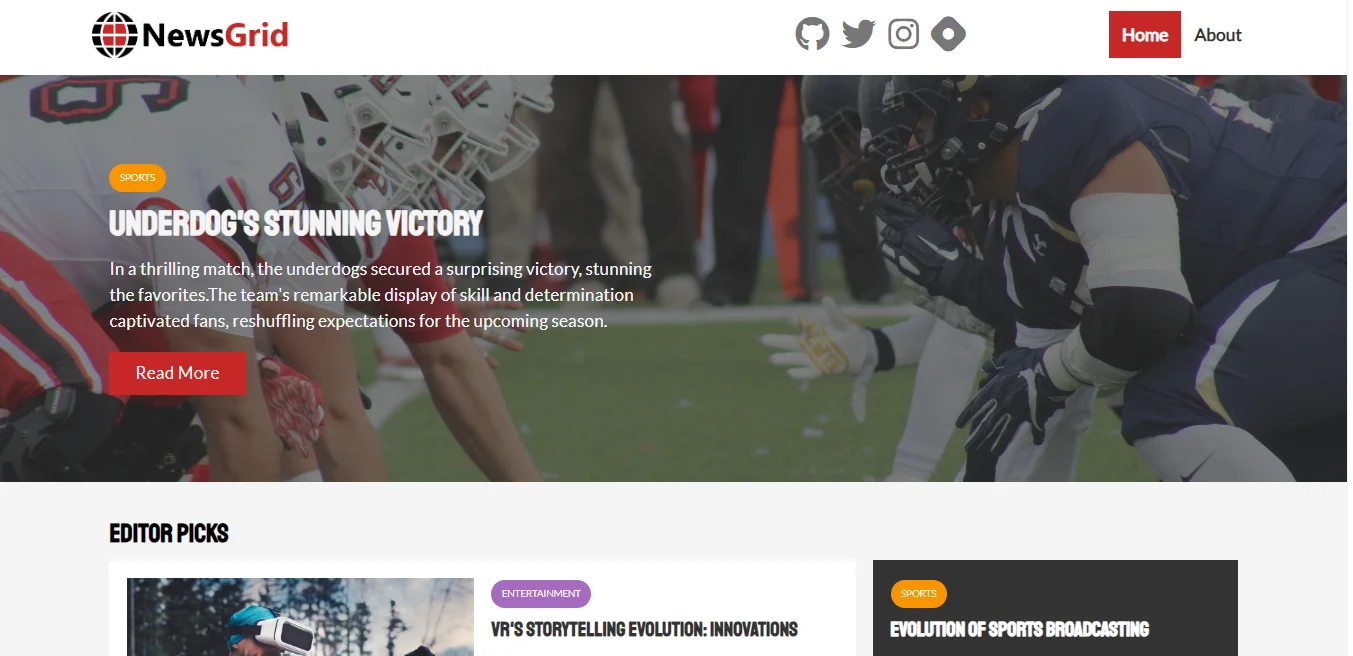 NewsGrid
Home
About
SPORTS
UNDERDOG'S STUNNING VICTORY
In a thrilling match, the underdogs secured a surprising victory, stunning
the favorites.The team's remarkable display of skill and determination
captivated fans, reshuffling expectations for the upcoming season.
Read More
EDITOR PICKS
ENTERTAINMENT
VR'S STORYTELLING EVOLUTION: INNOVATIONS
SPORTS
EVOLUTION OF SPORTS BROADCASTING